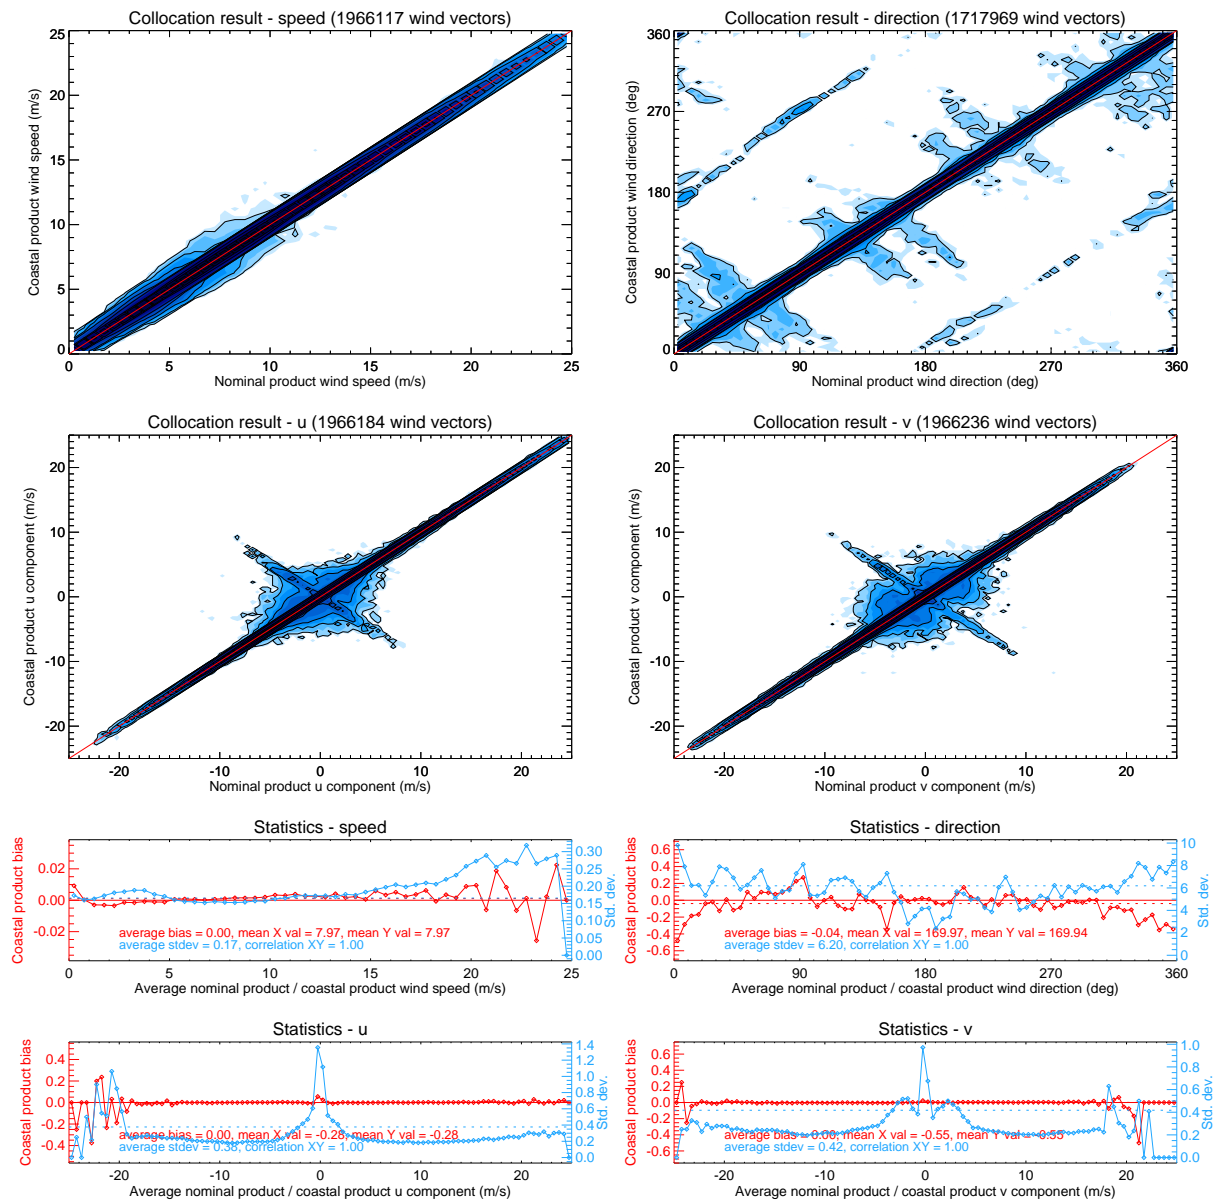 Collocation result - speed (1966117 wind vectors)
Coastal product wind speed (m/s)
25
20
15
10
5
0
0 5 10 15 20 25
Nominal product wind speed (m/s)
Collocation result - direction (1717969 wind vectors)
Coastal product wind direction (deg)
360
270
180
90
0
0 90 180 270 360
Nominal product wind direction (deg)
Collocation result - u (1966184 wind vectors)
Coastal product u component (m/s)
20
10
0
-10
-20
-20 -10 0 10 20
Nominal product u component (m/s)
Collocation result - v (1966236 wind vectors)
Coastal product v component (m/s)
20
10
0
-10
-20
-20 -10 0 10 20
Nominal product v component (m/s)
Statistics - speed
Coastal product bias
0.02
0.00
-0.02
average bias = 0.00, mean X val = 7.97, mean Y val = 7.97
average stdev = 0.17, correlation XY = 1.00
0.30
0.25
0.20
0.15
0.10
0.05
0.00
Std. dev.
0 5 10 15 20 25
Average nominal product / coastal product wind speed (m/s)
Statistics - direction
Coastal product bias
0.6
0.4
0.2
0.0
-0.2
-0.4
-0.6
average bias = -0.04, mean X val = 169.97, mean Y val = 169.94
average stdev = 6.20, correlation XY = 1.00
10
8
6
4
2
0
Std. dev.
0 90 180 270 360
Average nominal product / coastal product wind direction (deg)
Statistics - u
Coastal product bias
0.4
0.2
0.0
-0.2
-0.4
average bias = 0.00, mean X val = -0.28, mean Y val = -0.28
average stdev = 0.38, correlation XY = 1.00
1.4
1.2
1.0
0.8
0.6
0.4
0.2
0.0
Std. dev.
-20 -10 0 10 20
Average nominal product / coastal product u component (m/s)
Statistics - v
Coastal product bias
0.6
0.4
0.2
0.0
-0.2
-0.4
average bias = 0.00, mean X val = -0.55, mean Y val = -0.55
average stdev = 0.42, correlation XY = 1.00
1.0
0.8
0.6
0.4
0.2
0.0
Std. dev.
-20 -10 0 10 20
Average nominal product / coastal product v component (m/s)